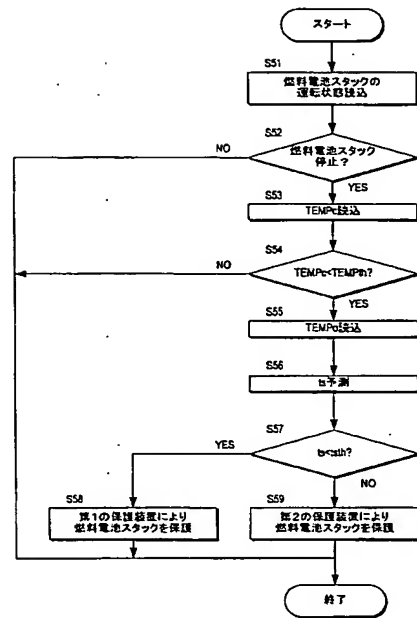 スタート
S51
燃料電池スタックの
運転状態読込
S52
燃料電池スタック
停止?
NO
YES
S53
TEMPc読込
S54
TEMPc<TEMPth?
NO
YES
S55
TEMPo読込
S56
ts予測
S57
ts<tsth?
YES
NO
S58
第1の保護装置により
燃料電池スタックを保護
S59
第2の保護装置により
燃料電池スタックを保護
終了